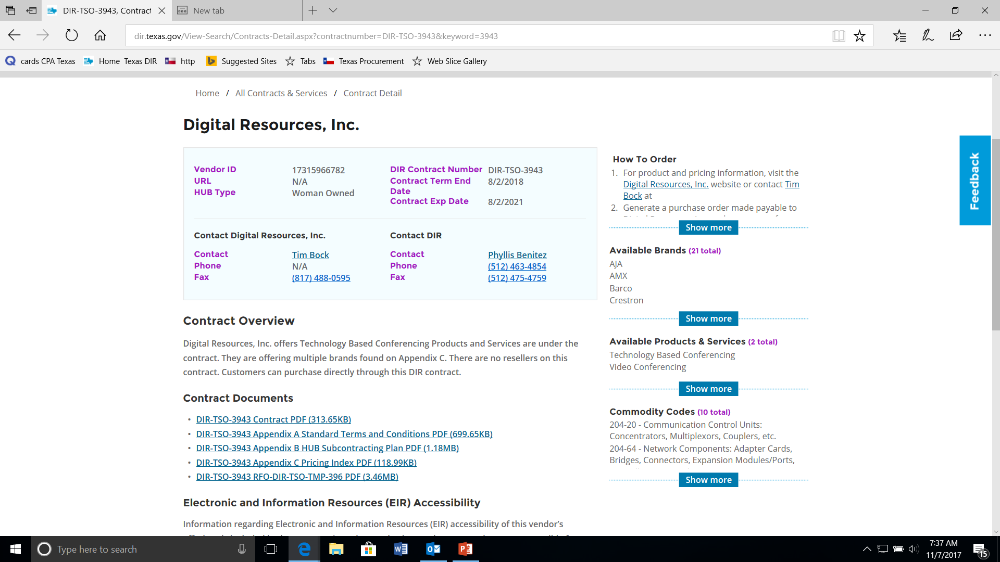 DIR-TSO-3943, Contract
New tab
dir.texas.gov/View-Search/Contracts-Detail.aspx?contractnumber=DIR-TSO-3943&keyword=3943
cards CPA Texas
Home Texas DIR
http
Suggested Sites
Tabs
Texas Procurement
Web Slice Gallery
Home / All Contracts & Services / Contract Detail
Digital Resources, Inc.
Vendor ID 17315966782
URL N/A
HUB Type Woman Owned
DIR Contract Number DIR-TSO-3943
Contract Term End Date 8/2/2018
Contract Exp Date 8/2/2021
Contact Digital Resources, Inc.
Contact Tim Bock
Phone N/A
Fax (817) 488-0595
Contact DIR
Contact Phyllis Benitez
Phone (512) 463-4854
Fax (512) 475-4759
Contract Overview
Digital Resources, Inc. offers Technology Based Conferencing Products and Services are under the
contract. They are offering multiple brands found on Appendix C. There are no resellers on this
contract. Customers can purchase directly through this DIR contract.
Contract Documents
• DIR-TSO-3943 Contract PDF (313.65KB)
• DIR-TSO-3943 Appendix A Standard Terms and Conditions PDF (699.65KB)
• DIR-TSO-3943 Appendix B HUB Subcontracting Plan PDF (1.18MB)
• DIR-TSO-3943 Appendix C Pricing Index PDF (118.99KB)
• DIR-TSO-3943 RFO-DIR-TSO-TMP-396 PDF (3.46MB)
Electronic and Information Resources (EIR) Accessibility
Information regarding Electronic and Information Resources (EIR) accessibility of this vendor's
How To Order
1. For product and pricing information, visit the
Digital Resources, Inc. website or contact Tim
Bock at
2. Generate a purchase order made payable to
Show more
Available Brands (21 total)
AJA
AMX
Barco
Crestron
Show more
Available Products & Services (2 total)
Technology Based Conferencing
Video Conferencing
Show more
Commodity Codes (10 total)
204-20 - Communication Control Units:
Concentrators, Multiplexors, Couplers, etc.
204-64 - Network Components: Adapter Cards,
Bridges, Connectors, Expansion Modules/Ports,
Show more
Feedback
Type here to search
7:37 AM
11/7/2017
15